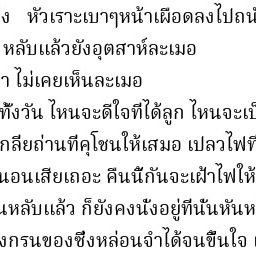 ง หัวเราะเบาๆหน้าเผือดลงไปถนั
หลับแล้วยังอุตสาห์ละเมอ
า ไม่เคยเห็นละเมอ
ทั้งวัน ไหนจะดีใจที่ได้ลูก ไหนจะเป็
กลียถ่านที่คุโชนให้เสมอ เปลวไฟที
นอนเสียเถอะ คืนนี้ฉันจะเฝ้าไฟให้
นหลับแล้ว ก็ยังคงนั่งอยู่ที่นั่นหันห
งกรนของซึ่งหล่อนจำได้จนขึ้นใจ เ